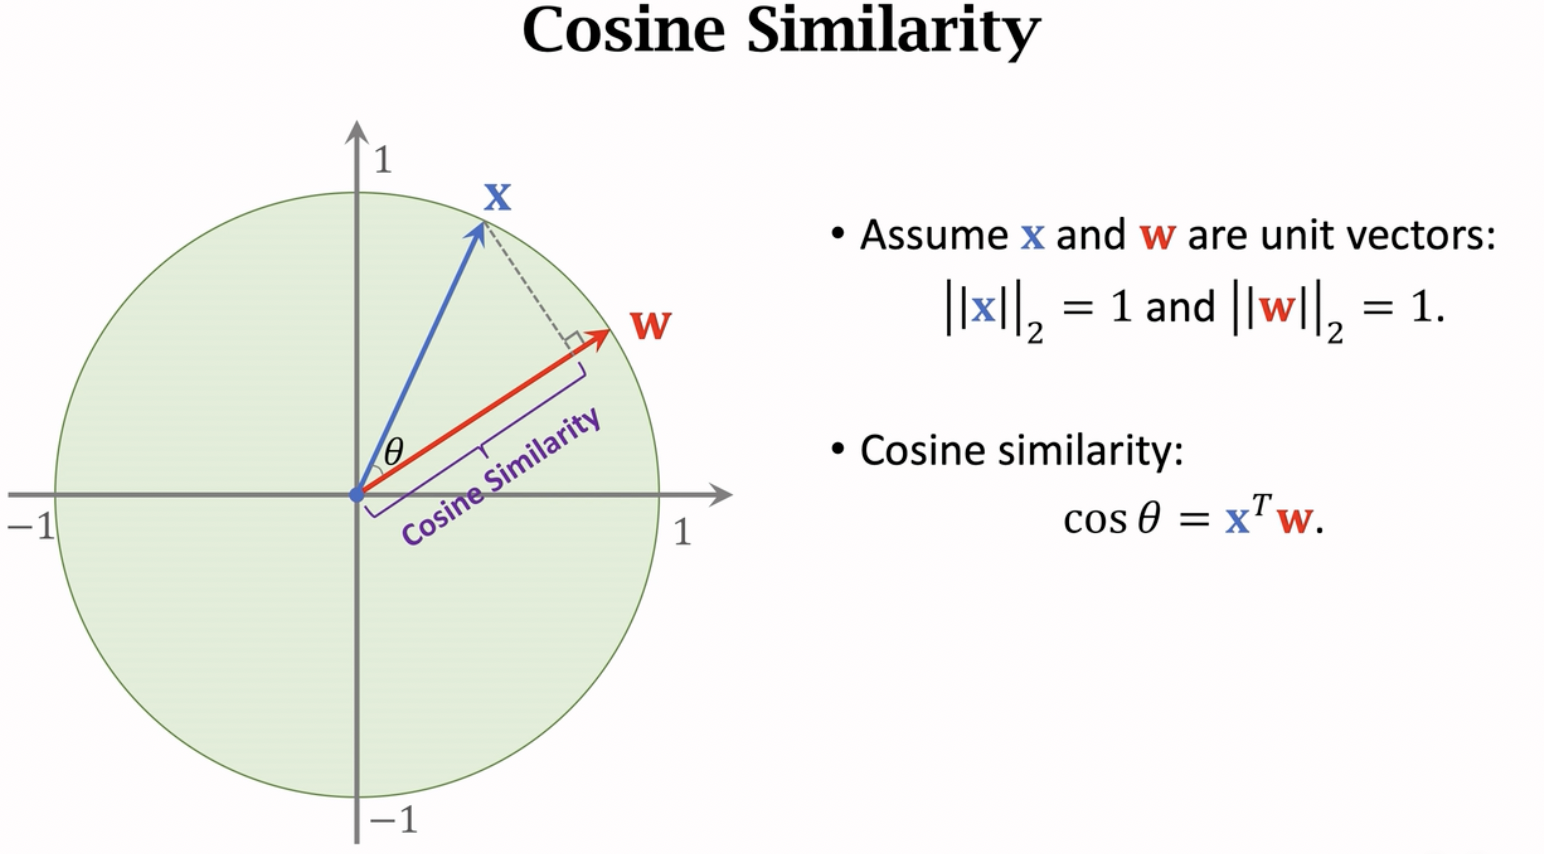 Cosine Similarity
1
x
w
θ
Cosine Similarity
−1
1
−1
• Assume x and w are unit vectors:
||x||₂ = 1 and ||w||₂ = 1.
• Cosine similarity:
cos θ = xᵀw.